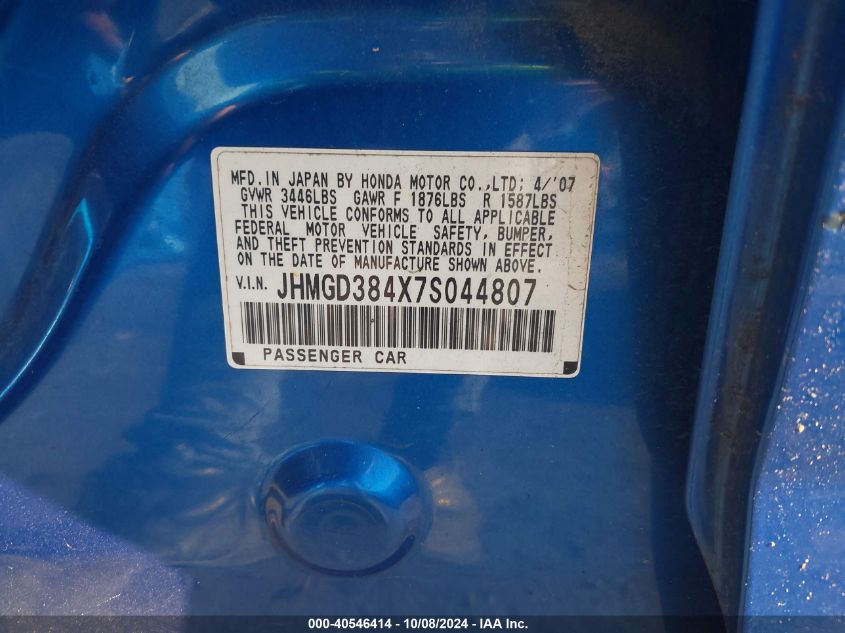 MFD. IN JAPAN BY HONDA MOTOR CO.,LTD; 4/'07
GVWR 3446LBS GAWR F 1876LBS R 1587LBS
THIS VEHICLE CONFORMS TO ALL APPLICABLE
FEDERAL MOTOR VEHICLE SAFETY, BUMPER,
AND THEFT PREVENTION STANDARDS IN EFFECT
ON THE DATE OF MANUFACTURE SHOWN ABOVE.
V.I.N. JHMGD384X7S044807
PASSENGER CAR
000-40546414 - 10/08/2024 - IAA Inc.